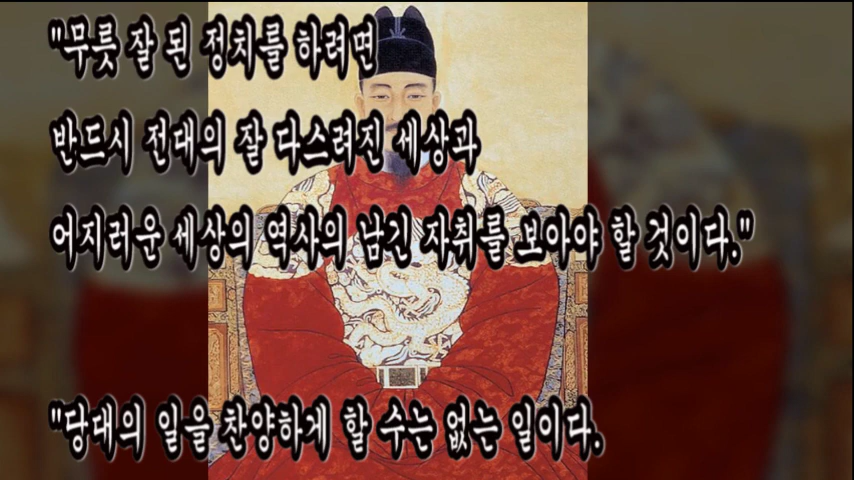 "무릇 잘 된 정치를 하려면
반드시 전대의 잘 다스려진 세상과
어지러운 세상의 역사의 남긴 자취를 보아야 할 것이다."
"당대의 일을 찬양하게 할 수는 없는 일이다.